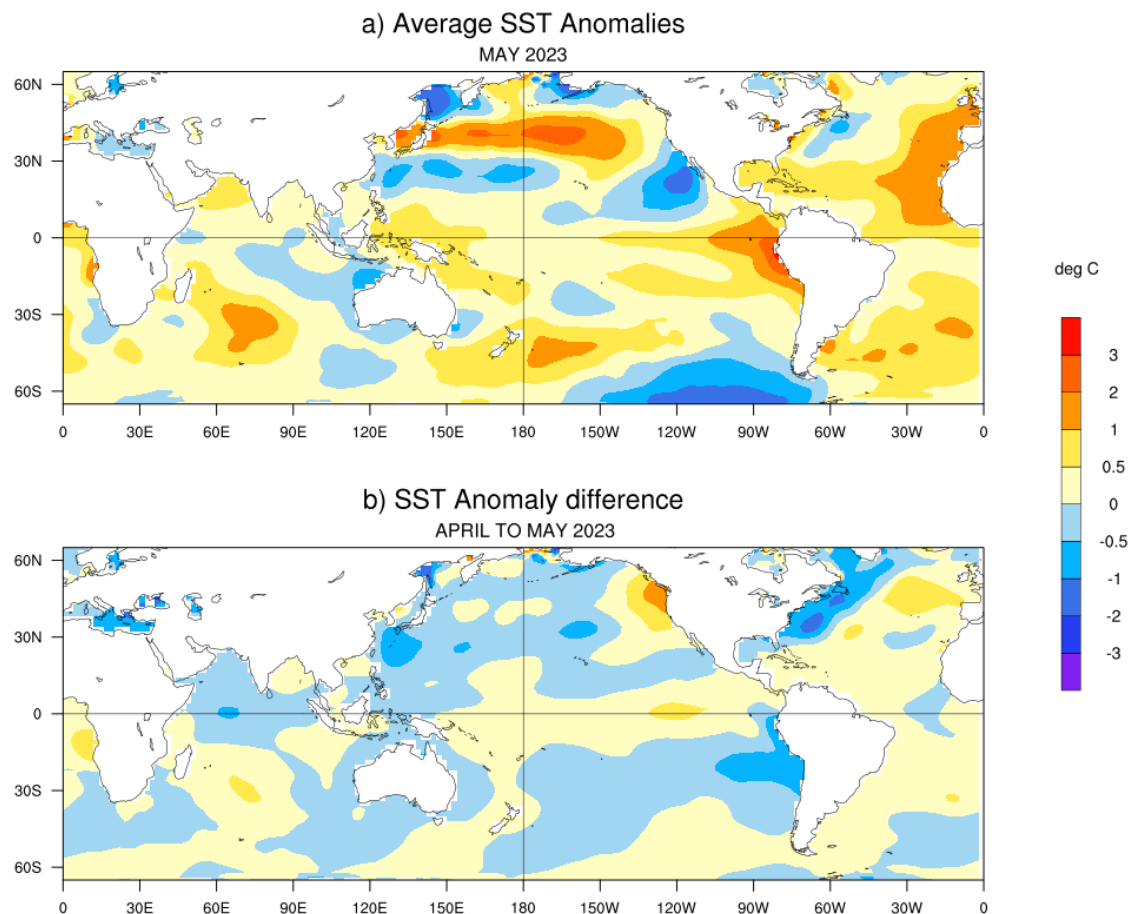 a) Average SST Anomalies
MAY 2023
60N
30N
0
30S
60S
0 30E 60E 90E 120E 150E 180 150W 120W 90W 60W 30W 0
deg C
3
2
1
0.5
0
-0.5
-1
-2
-3
b) SST Anomaly difference
APRIL TO MAY 2023
60N
30N
0
30S
60S
0 30E 60E 90E 120E 150E 180 150W 120W 90W 60W 30W 0